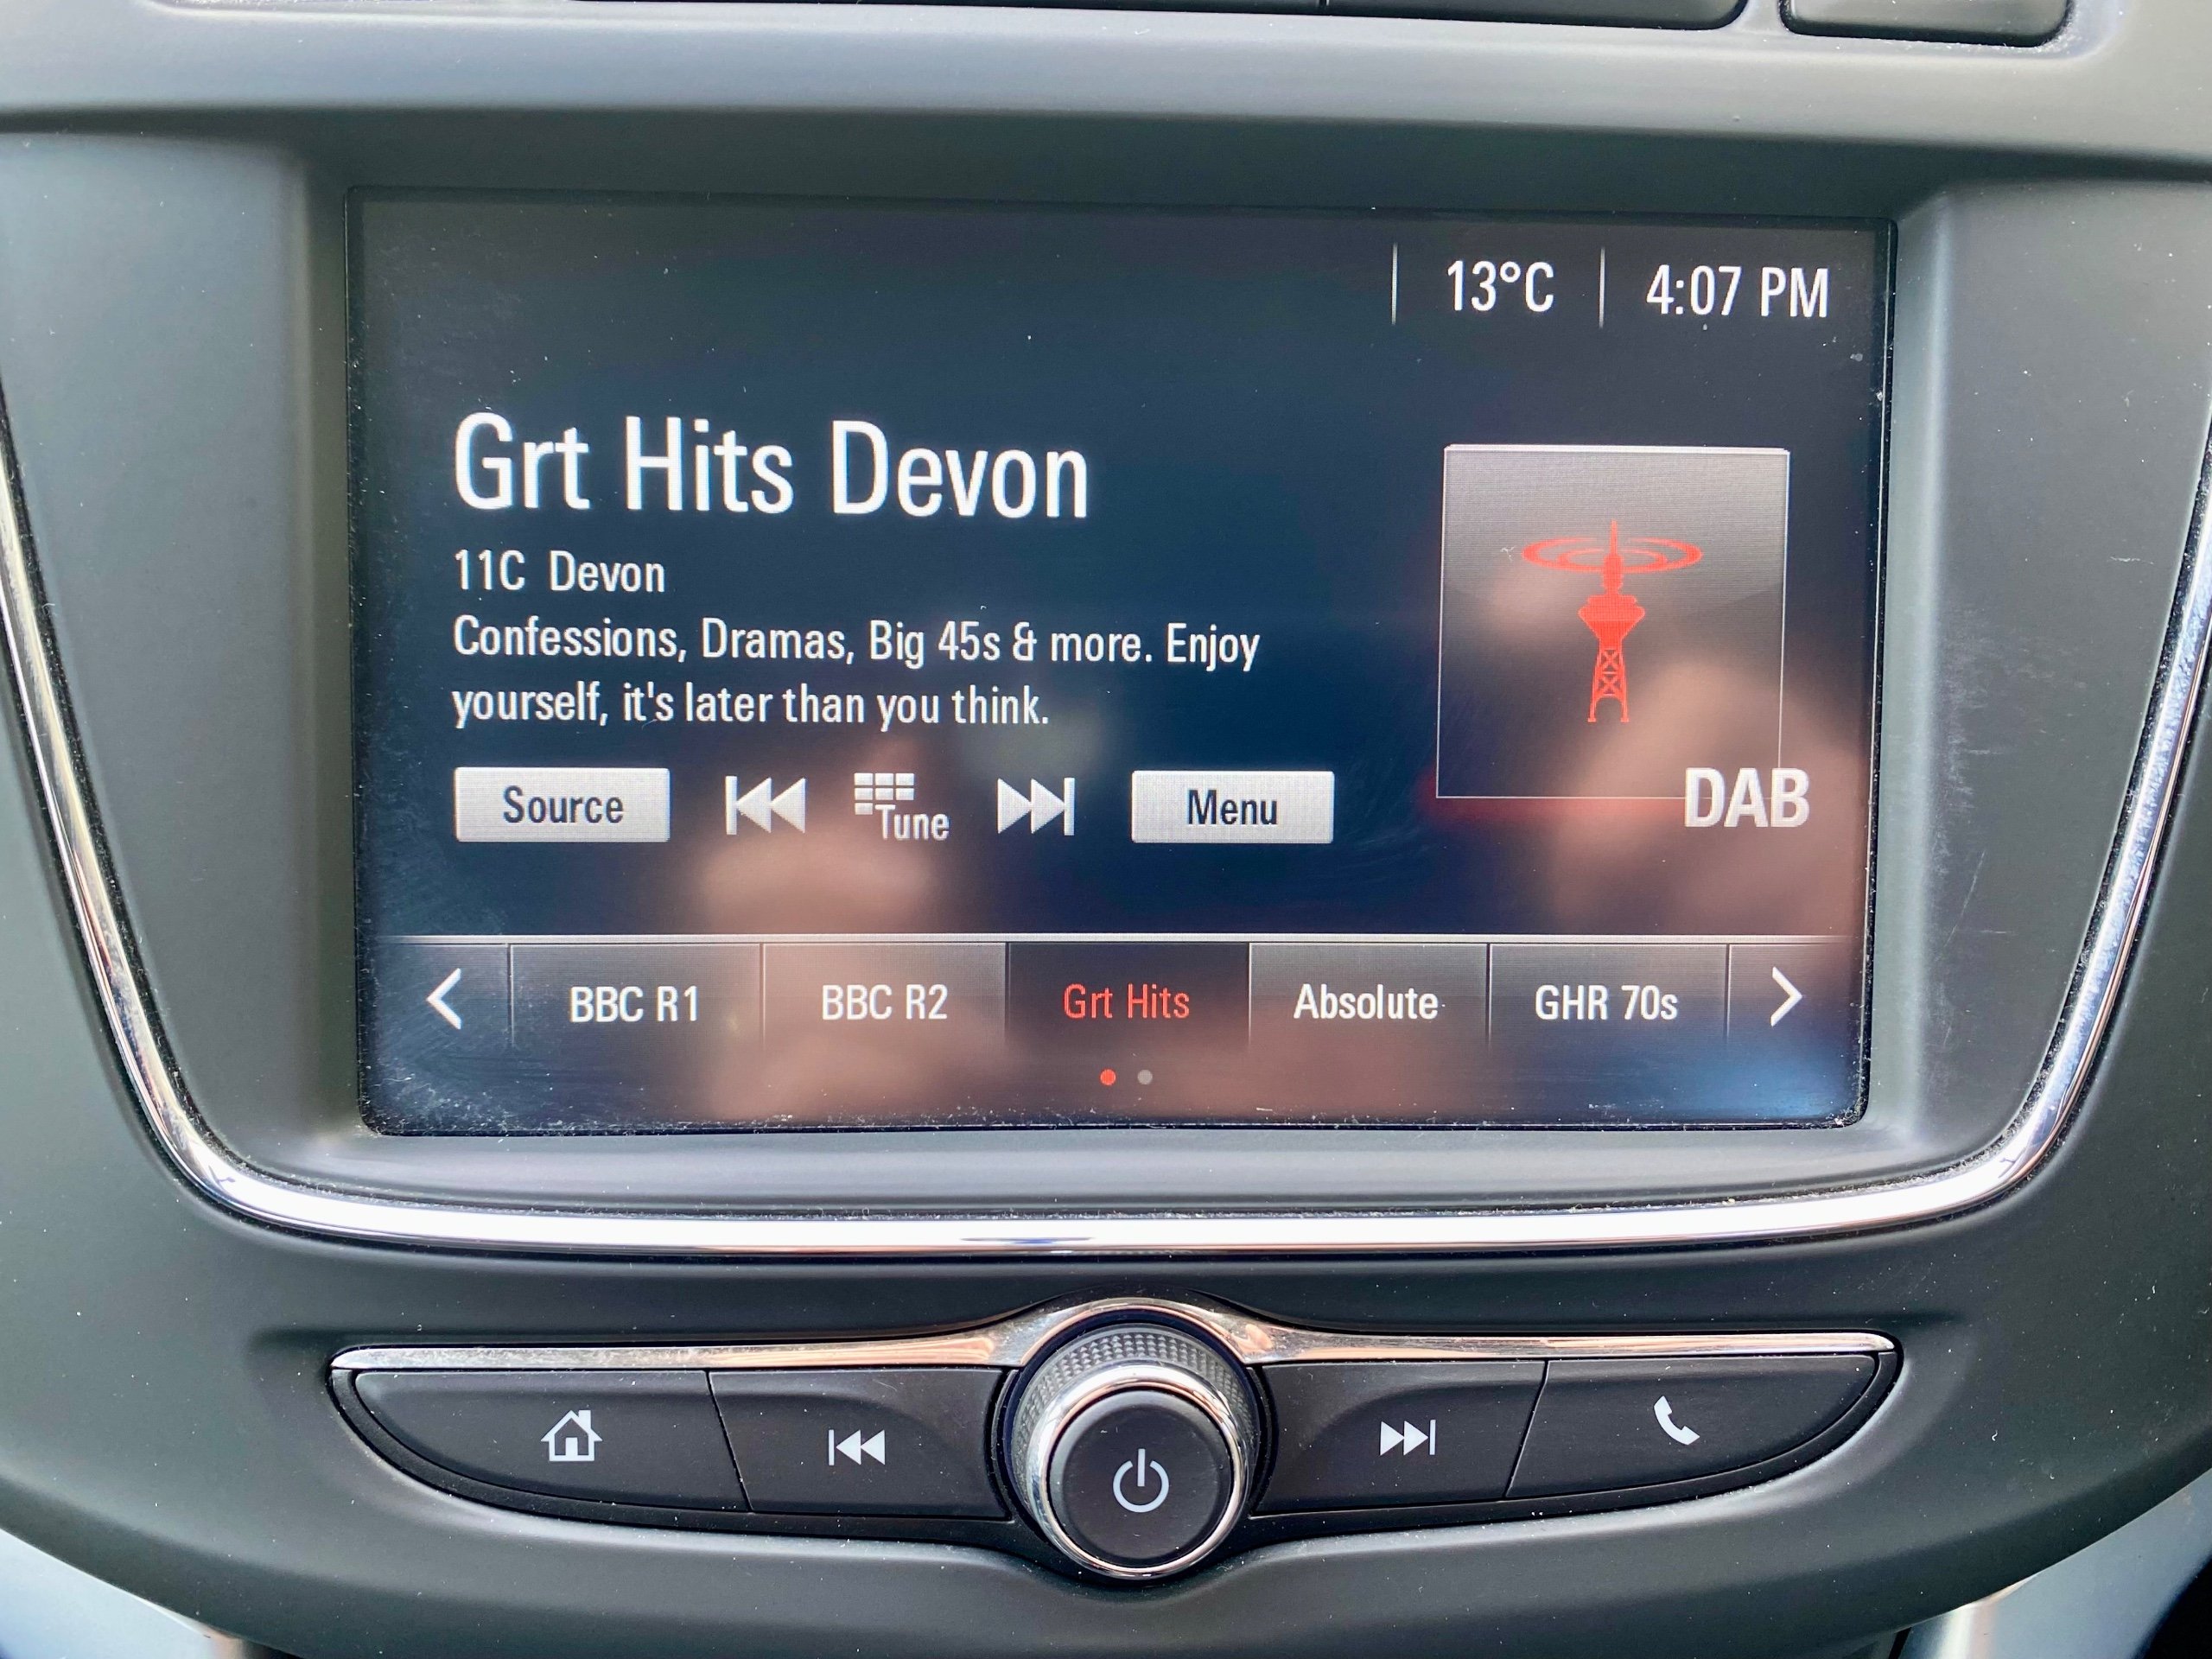 13°C 4:07 PM
Grt Hits Devon
11C Devon
Confessions, Dramas, Big 45s & more. Enjoy
yourself, it's later than you think.
Source Tune Menu
DAB
BBC R1 BBC R2 Grt Hits Absolute GHR 70s